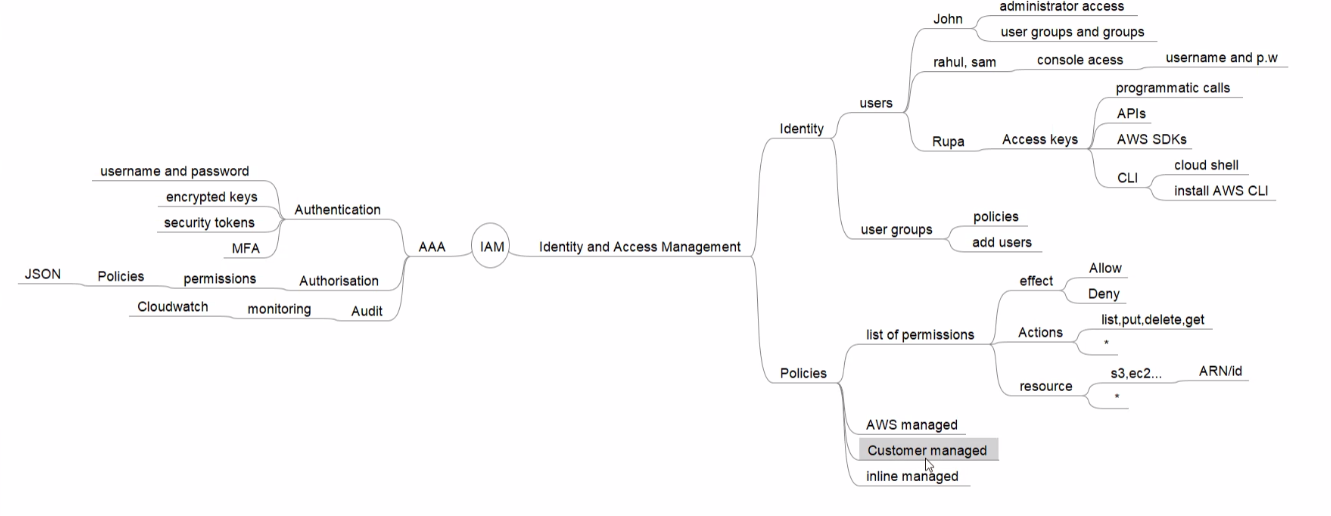 IAM
AAA
Authentication
username and password
encrypted keys
security tokens
MFA
Authorisation
permissions
Policies
JSON
Audit
monitoring
Cloudwatch
Identity and Access Management
Identity
users
John
administrator access
user groups and groups
rahul, sam
console acess
username and p.w
Rupa
Access keys
programmatic calls
APIs
AWS SDKs
CLI
cloud shell
install AWS CLI
user groups
policies
add users
Policies
list of permissions
effect
Allow
Deny
Actions
list,put,delete,get
*
resource
s3,ec2...
ARN/id
*
AWS managed
Customer managed
inline managed